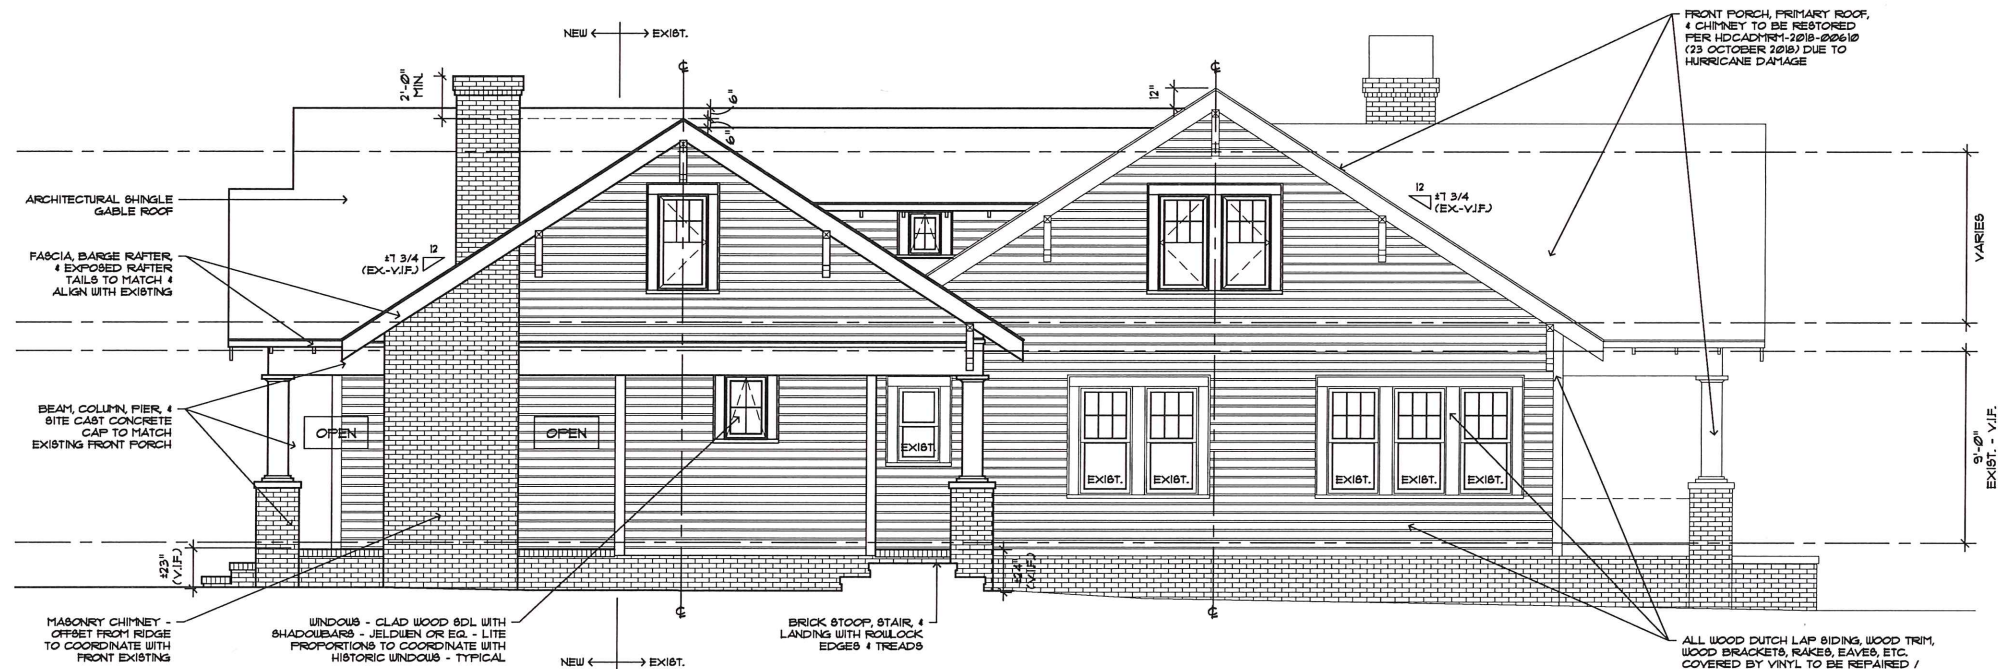 NEW EXIST.
FRONT PORCH, PRIMARY ROOF,
& CHIMNEY TO BE RESTORED
PER HDCADMRM-2018-00610
(23 OCTOBER 2018) DUE TO
HURRICANE DAMAGE
2'-0"
MIN.
6"
6"
12"
ARCHITECTURAL SHINGLE
GABLE ROOF
12
±7 3/4
(EX.-V.I.F.)
VARIES
FASCIA, BARGE RAFTER,
& EXPOSED RAFTER
TAILS TO MATCH &
ALIGN WITH EXISTING
12
±7 3/4
(EX.-V.I.F.)
BEAM, COLUMN, PIER, &
SITE CAST CONCRETE
CAP TO MATCH
EXISTING FRONT PORCH
OPEN
OPEN
EXIST.
EXIST.
EXIST.
EXIST.
EXIST.
EXIST.
9'-0"
EXIST. - V.I.F.
±23"
(V.I.F.)
±24"
(V.I.F.)
MASONRY CHIMNEY -
OFFSET FROM RIDGE
TO COORDINATE WITH
FRONT EXISTING
WINDOWS - CLAD WOOD SDL WITH
SHADOWBARS - JELDWEN OR EQ. - LITE
PROPORTIONS TO COORDINATE WITH
HISTORIC WINDOWS - TYPICAL
BRICK STOOP, STAIR, &
LANDING WITH ROWLOCK
EDGES & TREADS
ALL WOOD DUTCH LAP SIDING, WOOD TRIM,
WOOD BRACKETS, RAKES, EAVES, ETC.
COVERED BY VINYL TO BE REPAIRED /
NEW EXIST.